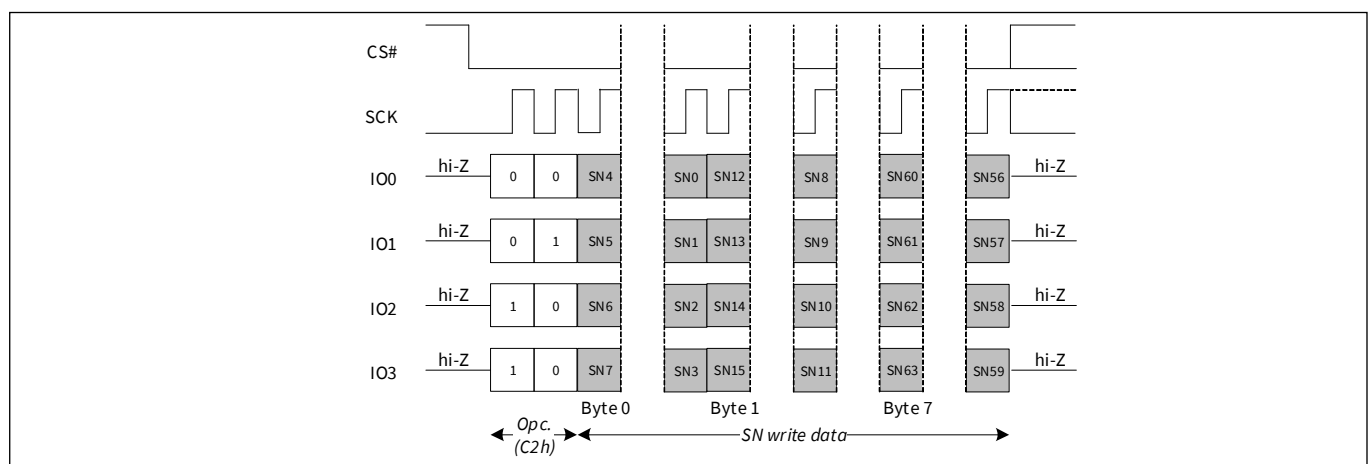 CS#
SCK
IO0 hi-Z 0 0 SN4 SN0 SN12 SN8 SN60 SN56 hi-Z
IO1 hi-Z 0 1 SN5 SN1 SN13 SN9 SN61 SN57 hi-Z
IO2 hi-Z 1 0 SN6 SN2 SN14 SN10 SN62 SN58 hi-Z
IO3 hi-Z 1 0 SN7 SN3 SN15 SN11 SN63 SN59 hi-Z
Byte 0 Byte 1 Byte 7
Opc.
(C2h)
SN write data